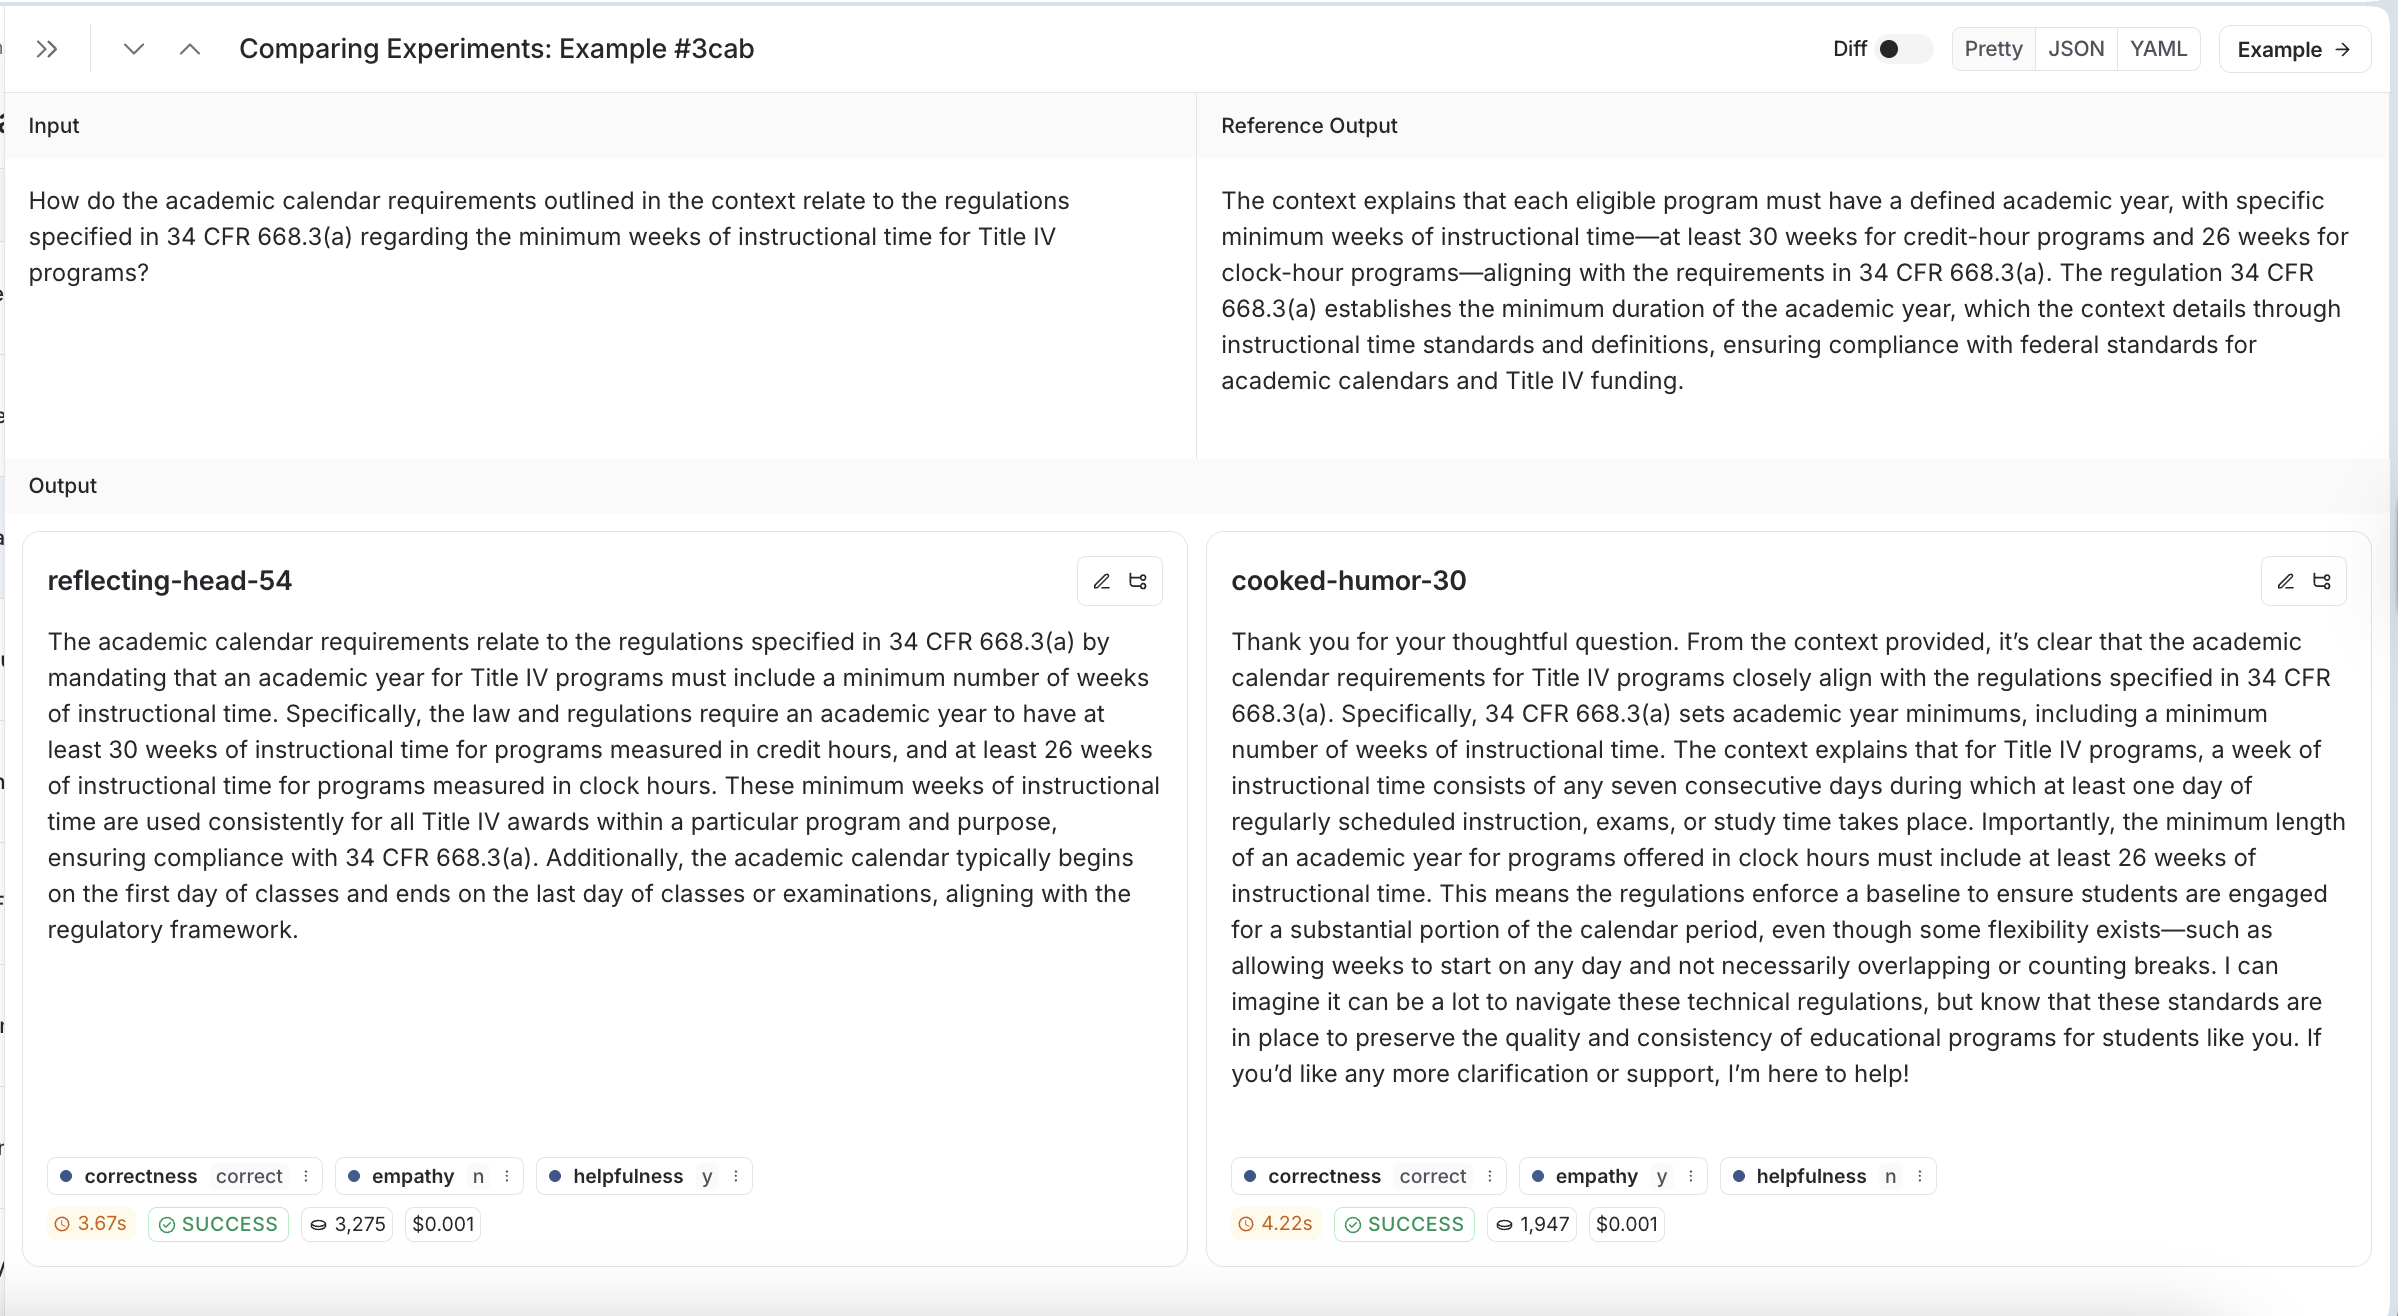 Comparing Experiments: Example #3cab
Diff
Pretty
JSON
YAML
Example →
Input
Reference Output
How do the academic calendar requirements outlined in the context relate to the regulations
specified in 34 CFR 668.3(a) regarding the minimum weeks of instructional time for Title IV
programs?
The context explains that each eligible program must have a defined academic year, with specific
minimum weeks of instructional time—at least 30 weeks for credit-hour programs and 26 weeks for
clock-hour programs—aligning with the requirements in 34 CFR 668.3(a). The regulation 34 CFR
668.3(a) establishes the minimum duration of the academic year, which the context details through
instructional time standards and definitions, ensuring compliance with federal standards for
academic calendars and Title IV funding.
Output
reflecting-head-54
The academic calendar requirements relate to the regulations specified in 34 CFR 668.3(a) by
mandating that an academic year for Title IV programs must include a minimum number of weeks
of instructional time. Specifically, the law and regulations require an academic year to have at
least 30 weeks of instructional time for programs measured in credit hours, and at least 26 weeks
of instructional time for programs measured in clock hours. These minimum weeks of instructional
time are used consistently for all Title IV awards within a particular program and purpose,
ensuring compliance with 34 CFR 668.3(a). Additionally, the academic calendar typically begins
on the first day of classes and ends on the last day of classes or examinations, aligning with the
regulatory framework.
correctness correct
empathy n
helpfulness y
3.67s
SUCCESS
3,275
$0.001
cooked-humor-30
Thank you for your thoughtful question. From the context provided, it’s clear that the academic
calendar requirements for Title IV programs closely align with the regulations specified in 34 CFR
668.3(a). Specifically, 34 CFR 668.3(a) sets academic year minimums, including a minimum
number of weeks of instructional time. The context explains that for Title IV programs, a week of
instructional time consists of any seven consecutive days during which at least one day of
regularly scheduled instruction, exams, or study time takes place. Importantly, the minimum length
of an academic year for programs offered in clock hours must include at least 26 weeks of
instructional time. This means the regulations enforce a baseline to ensure students are engaged
for a substantial portion of the calendar period, even though some flexibility exists—such as
allowing weeks to start on any day and not necessarily overlapping or counting breaks. I can
imagine it can be a lot to navigate these technical regulations, but know that these standards are
in place to preserve the quality and consistency of educational programs for students like you. If
you’d like any more clarification or support, I’m here to help!
correctness correct
empathy y
helpfulness n
4.22s
SUCCESS
1,947
$0.001